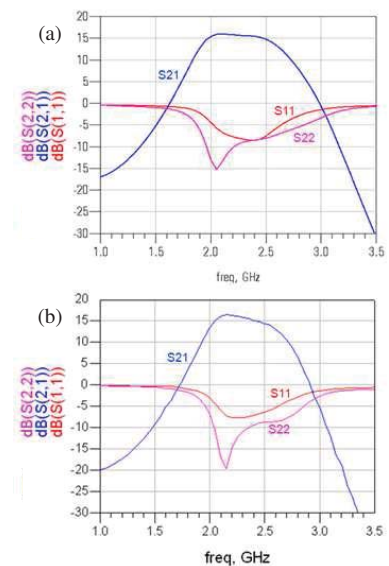 (a)
dB(S(2,2))
dB(S(2,1))
dB(S(1,1))
20
15
10
5
0
-5
-10
-15
-20
-25
-30
S21
S11
S22
1.0
1.5
2.0
2.5
3.0
3.5
freq, GHz
(b)
dB(S(2,2))
dB(S(2,1))
dB(S(1,1))
20
15
10
5
0
-5
-10
-15
-20
-25
-30
S21
S11
S22
1.0
1.5
2.0
2.5
3.0
3.5
freq, GHz